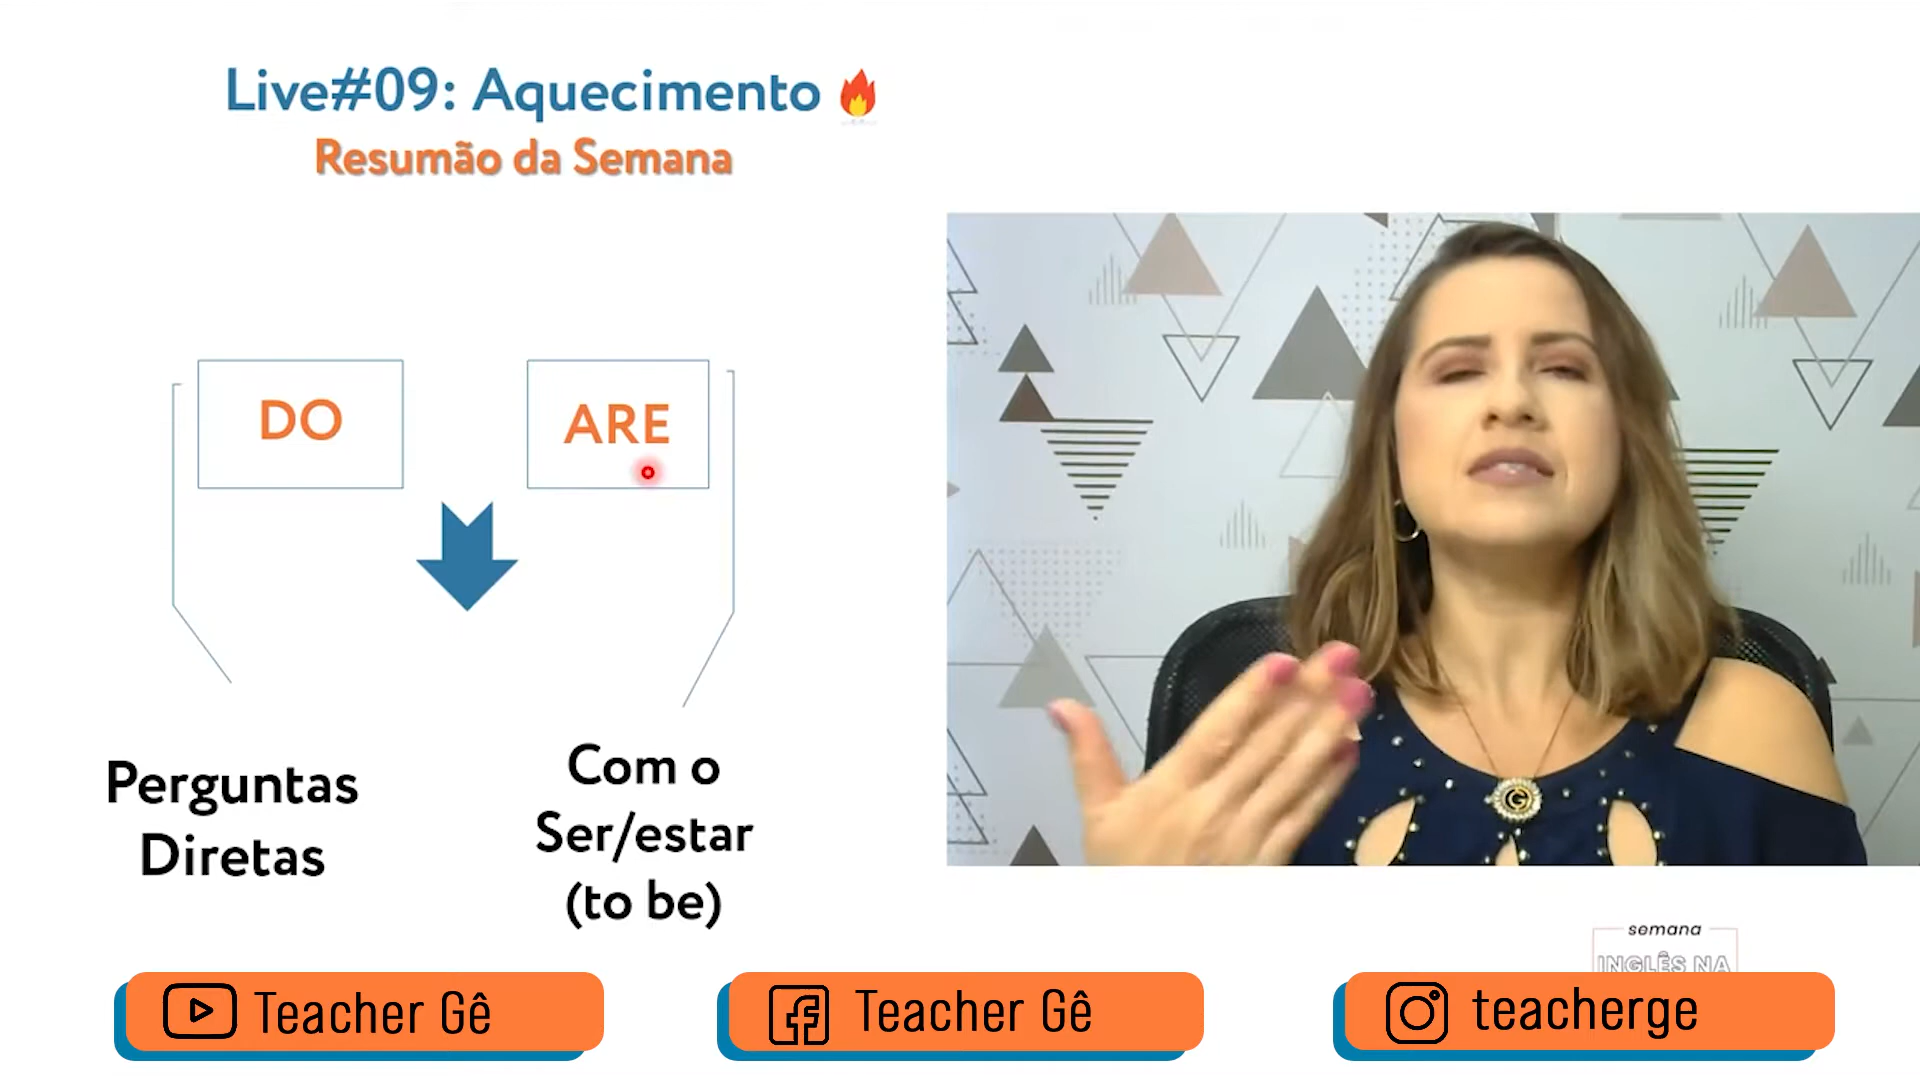 Live#09: Aquecimento
Resumão da Semana
DO
ARE
Perguntas
Diretas
Com o
Ser/estar
(to be)
G
semana
INGLÊS NA
Teacher Gê
Teacher Gê
teacherge